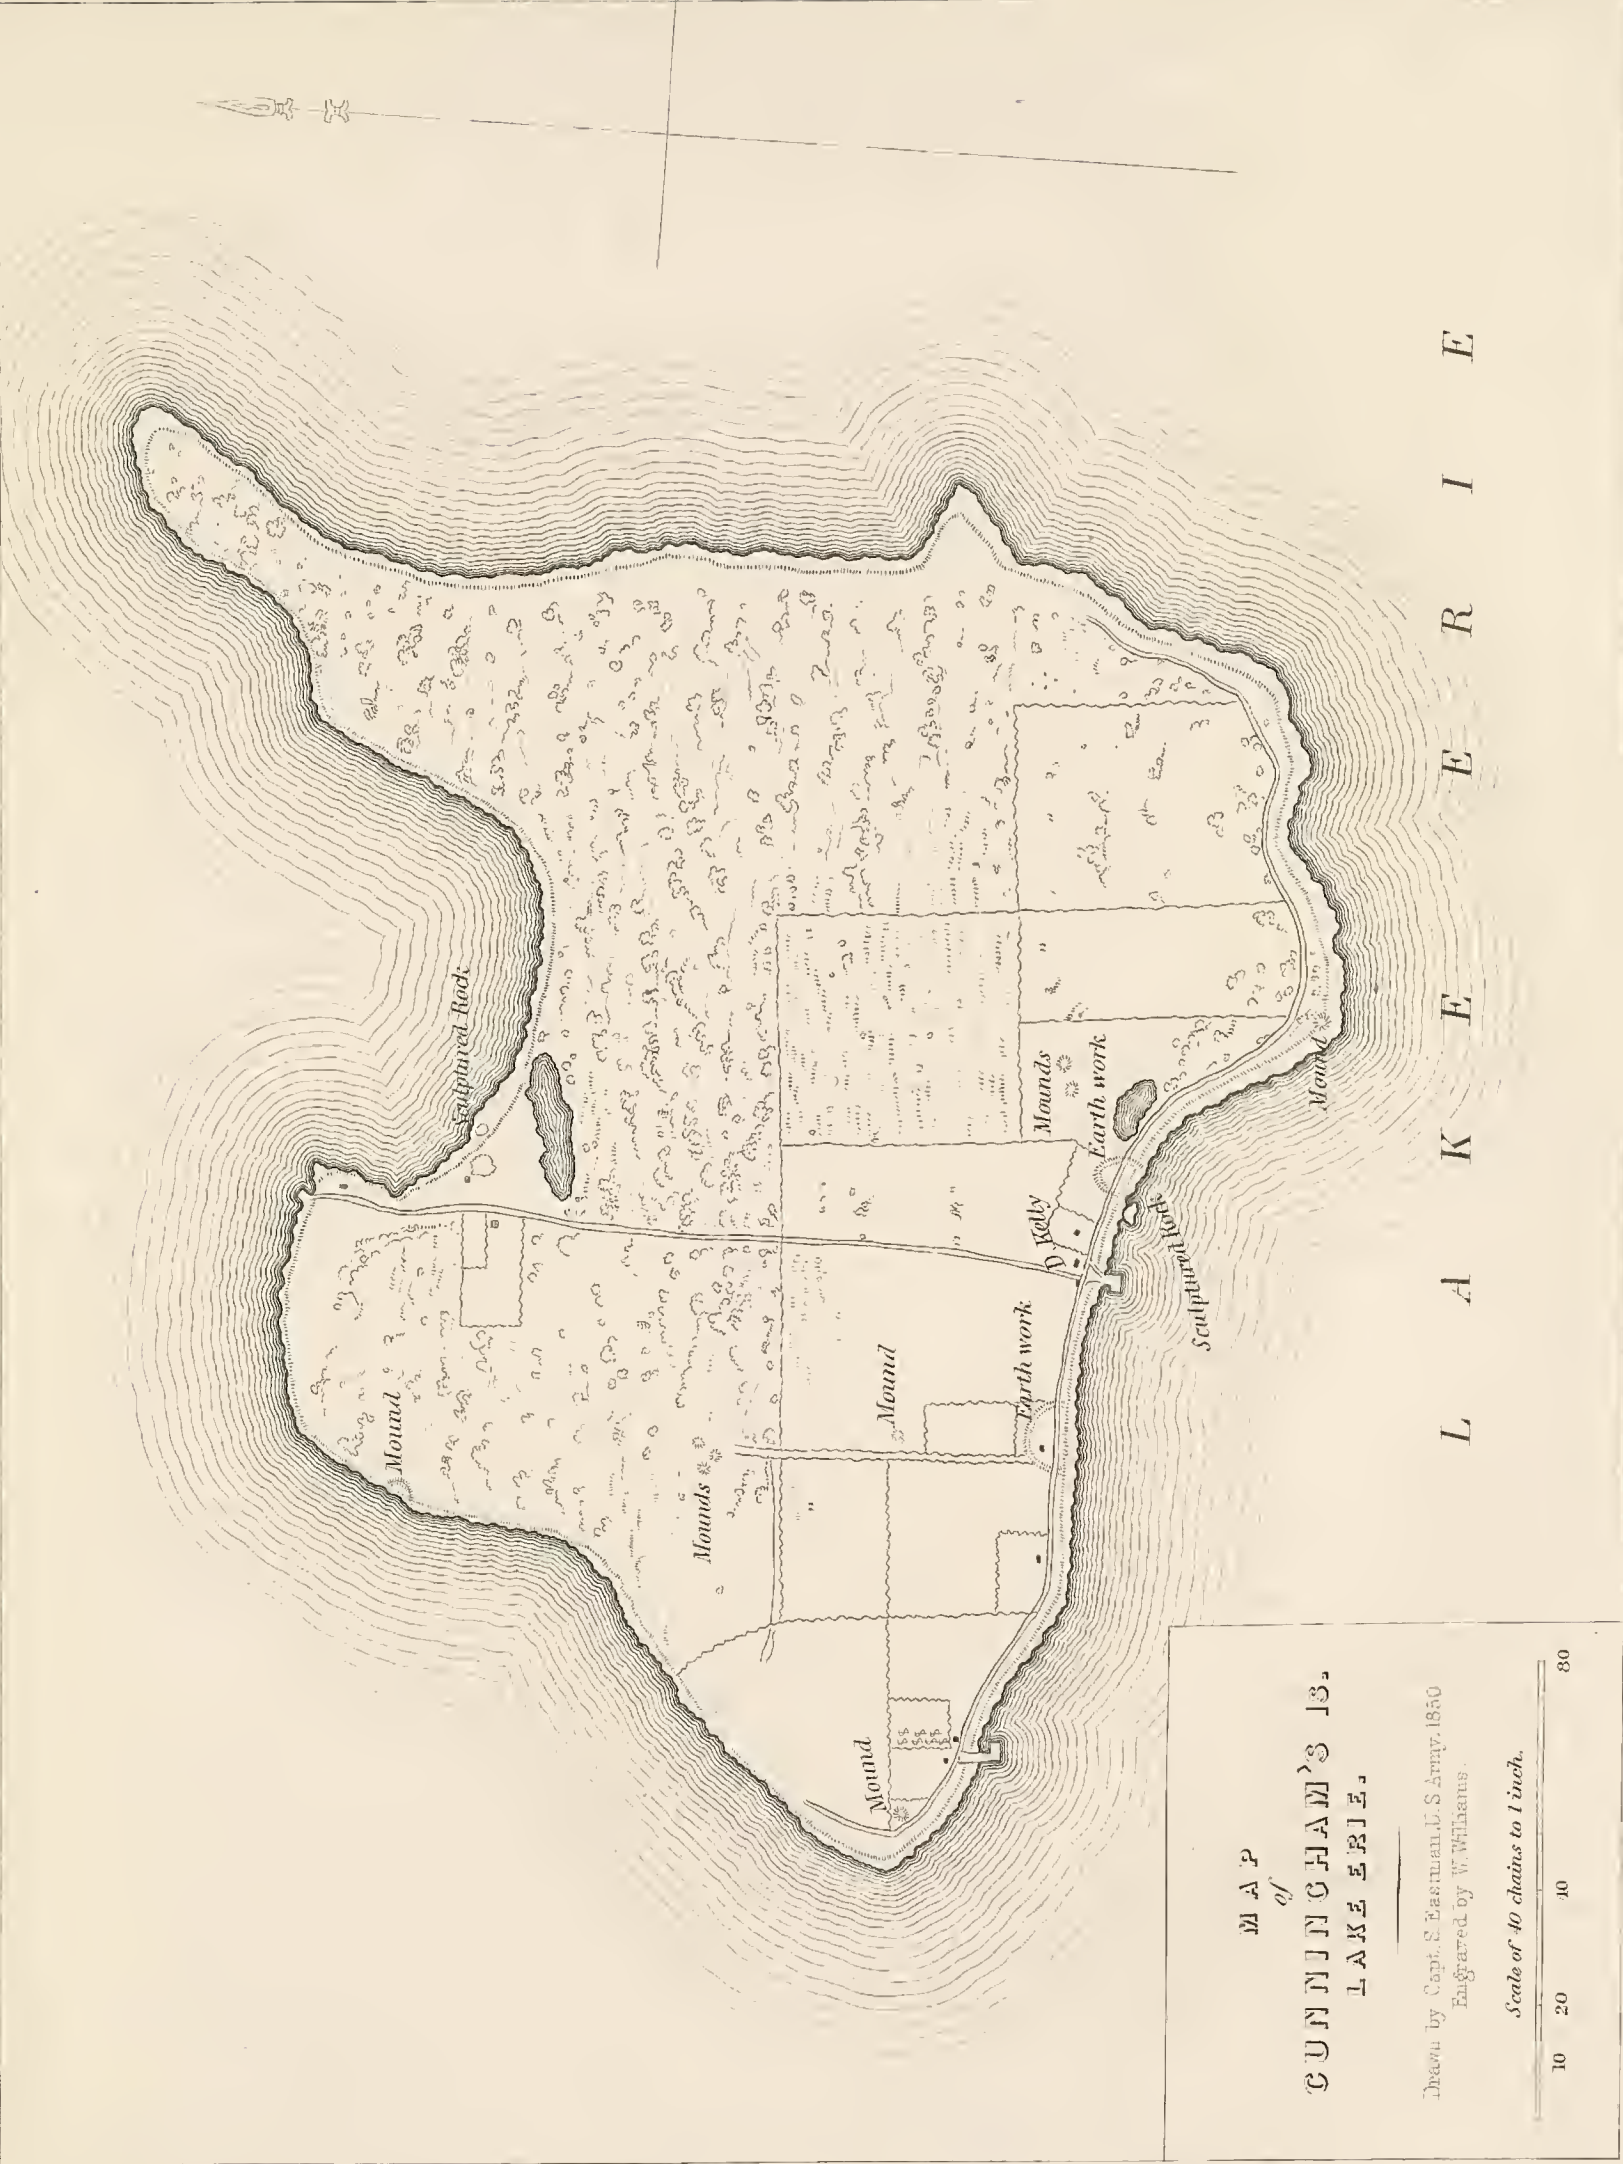 Sculptured Rock
Mound
Mounds
Mound
Mound
Mounds
Earth work
Mound
D Kelly
Earth work
Sculptured Rock
LAKE ERIE
MAP
of
CUNNINGHAM'S IS.
LAKE ERIE.
Drawn by Capt. S. Eastman, U.S Army, 1850
Engraved by W. Williams.
Scale of 40 chains to 1 inch.
10 20 40 80